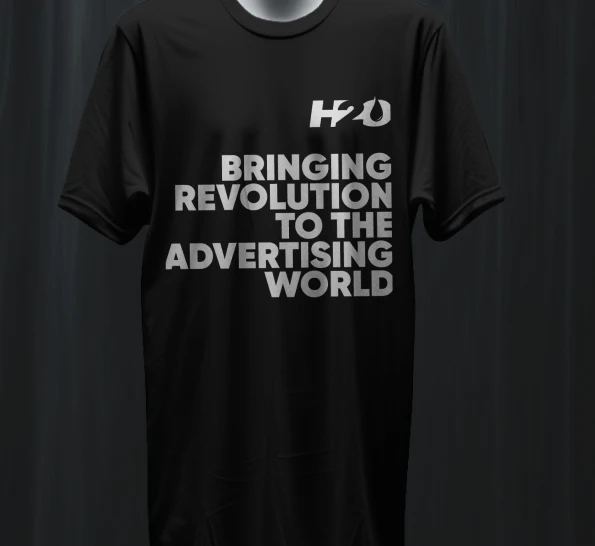 H2O
BRINGING
REVOLUTION
TO THE
ADVERTISING
WORLD